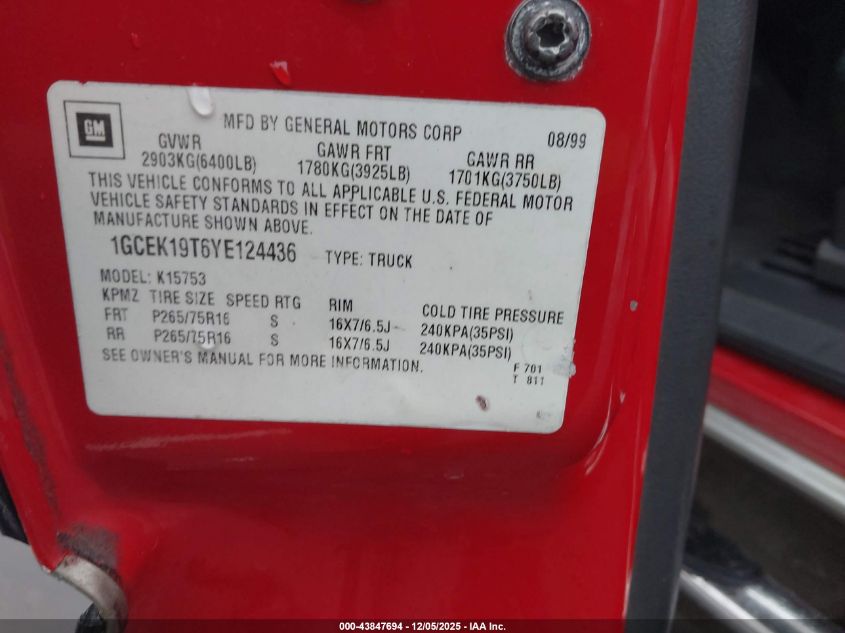 GM
MFD BY GENERAL MOTORS CORP 08/99
GVWR GAWR FRT GAWR RR
2903KG(6400LB) 1780KG(3925LB) 1701KG(3750LB)
THIS VEHICLE CONFORMS TO ALL APPLICABLE U.S. FEDERAL MOTOR
VEHICLE SAFETY STANDARDS IN EFFECT ON THE DATE OF
MANUFACTURE SHOWN ABOVE.
1GCEK19T6YE124436 TYPE: TRUCK
MODEL: K15753
KPMZ TIRE SIZE SPEED RTG RIM COLD TIRE PRESSURE
FRT P265/75R16 S 16X7/6.5J 240KPA(35PSI)
RR P265/75R16 S 16X7/6.5J 240KPA(35PSI)
SEE OWNER'S MANUAL FOR MORE INFORMATION.
F 701
T 811
000-43847694 - 12/05/2025 - IAA Inc.